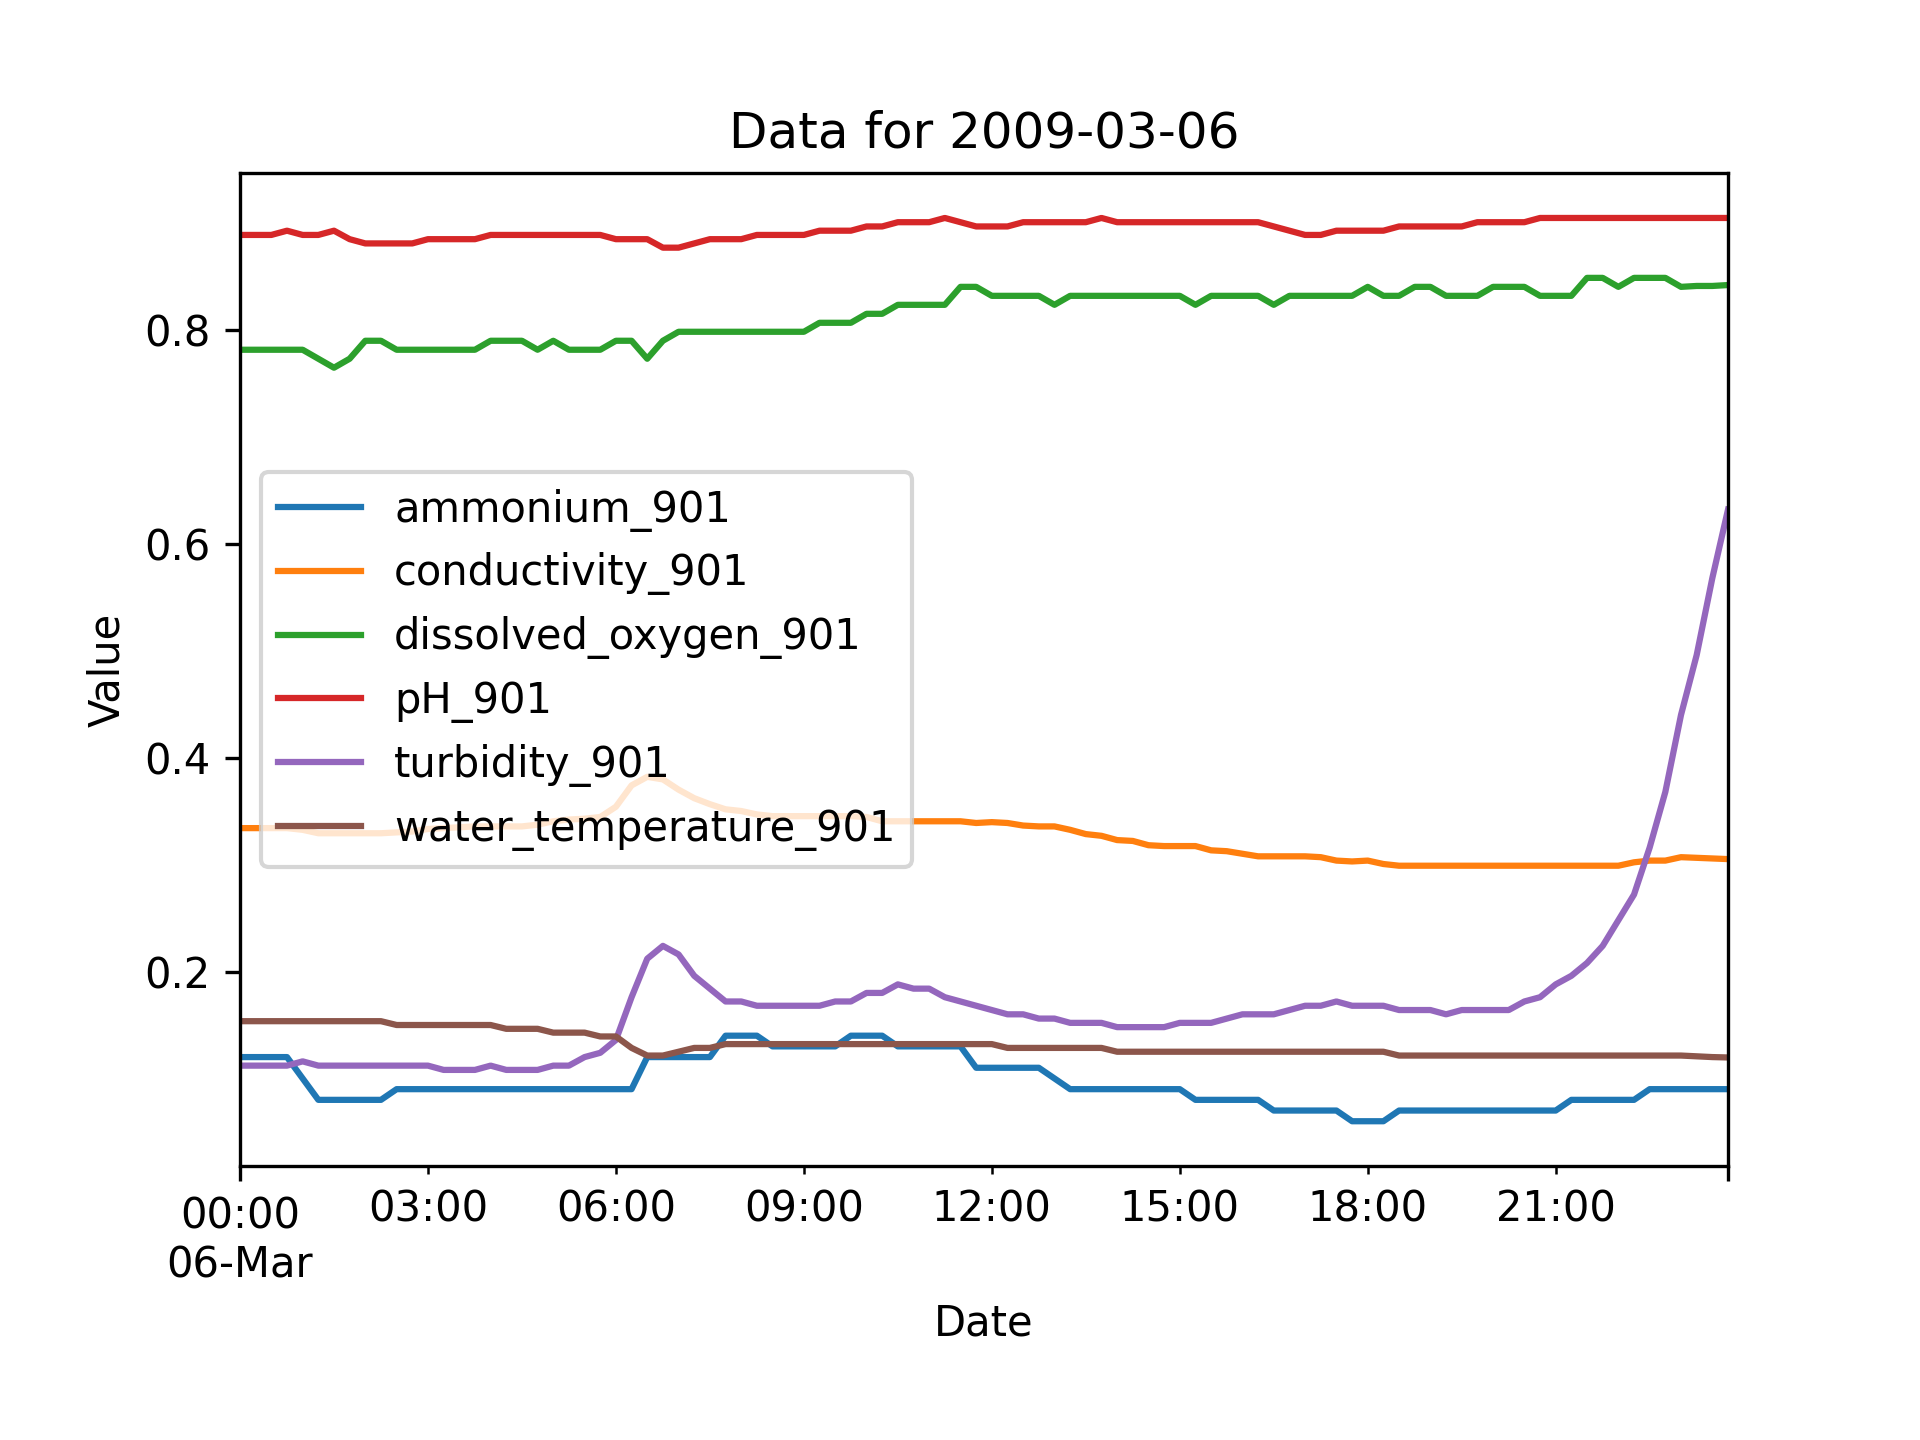 Data for 2009-03-06
Value
0.8
0.6
0.4
0.2
ammonium_901
conductivity_901
dissolved_oxygen_901
pH_901
turbidity_901
water_temperature_901
00:00 03:00 06:00 09:00 12:00 15:00 18:00 21:00
06-Mar
Date